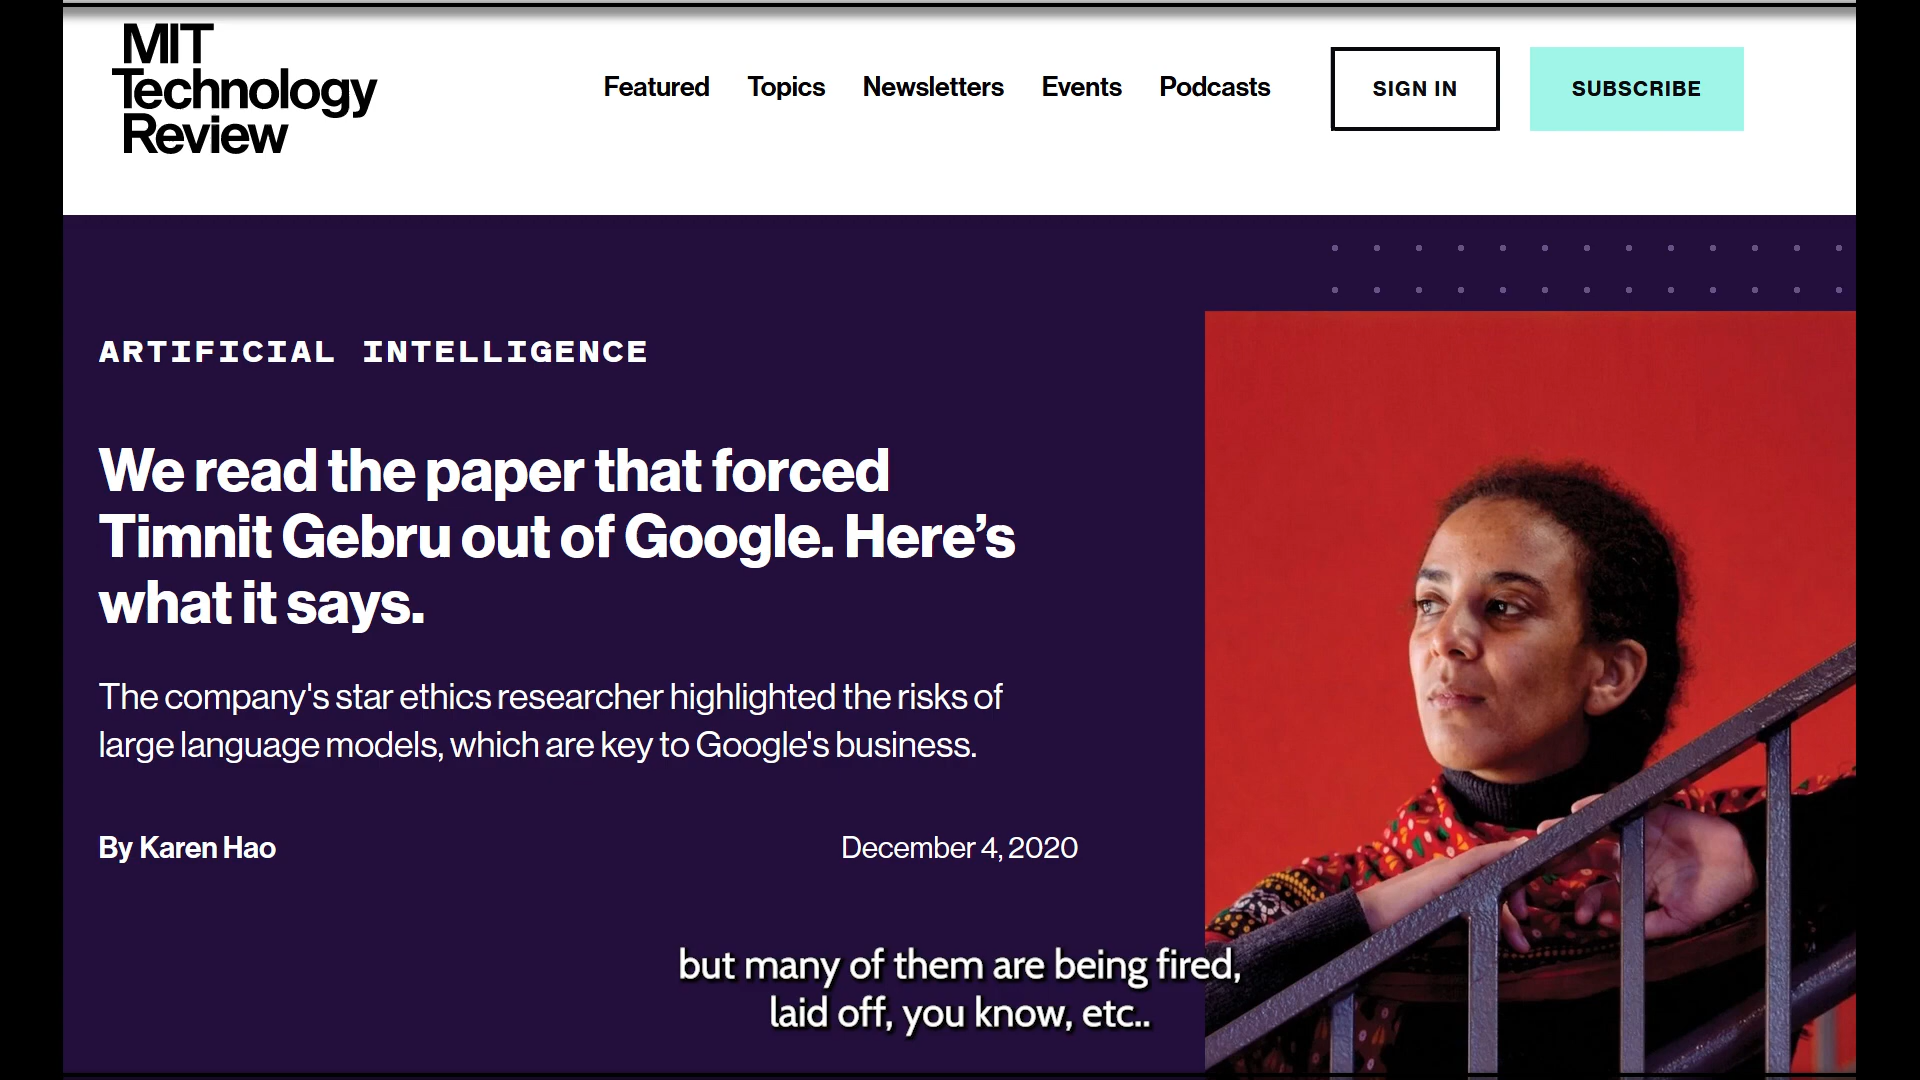 MIT
Technology
Review
Featured Topics Newsletters Events Podcasts SIGN IN SUBSCRIBE
ARTIFICIAL INTELLIGENCE
We read the paper that forced
Timnit Gebru out of Google. Here’s
what it says.
The company's star ethics researcher highlighted the risks of
large language models, which are key to Google's business.
By Karen Hao December 4, 2020
but many of them are being fired,
laid off, you know, etc..